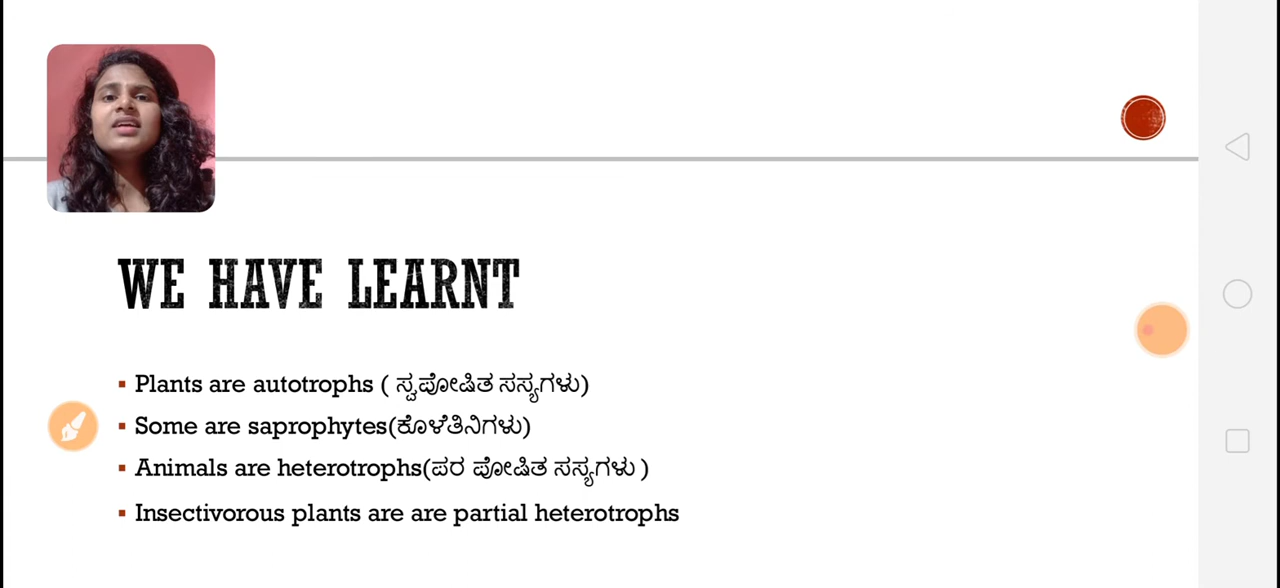 WE HAVE LEARNT
Plants are autotrophs ( ಸ್ವಪೋಷಿತ ಸಸ್ಯಗಳು)
Some are saprophytes(ಕೊಳೆತಿನಿಗಳು)
Animals are heterotrophs(ಪರ ಪೋಷಿತ ಸಸ್ಯಗಳು )
Insectivorous plants are are partial heterotrophs